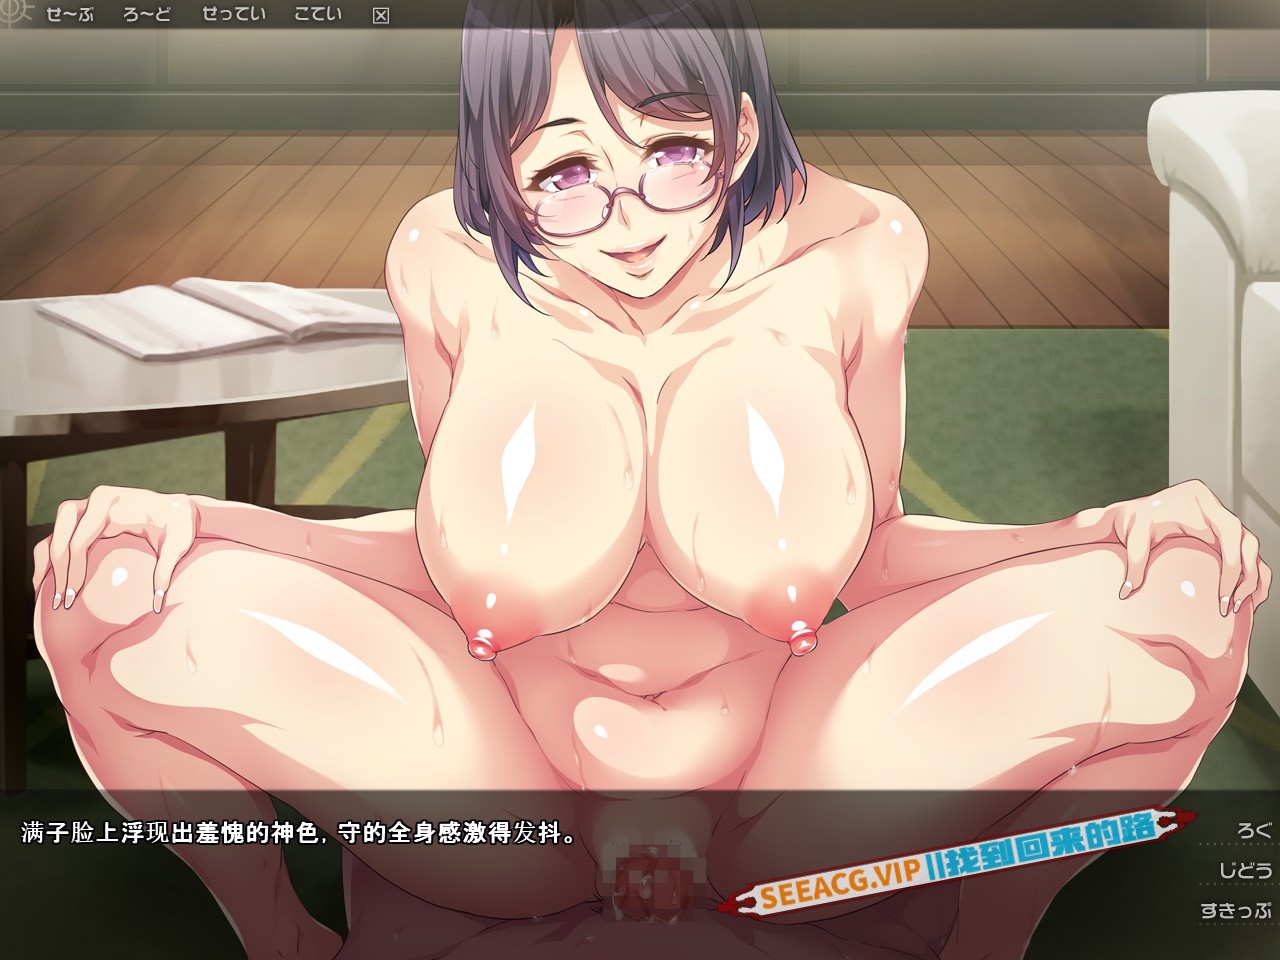 せ～ぶ ろ～ど せってい こてい
满子脸上浮现出羞愧的神色, 守的全身感激得发抖。
SEEACG.VIP||找到回来的路
ろぐ
じどう
すきっぷ